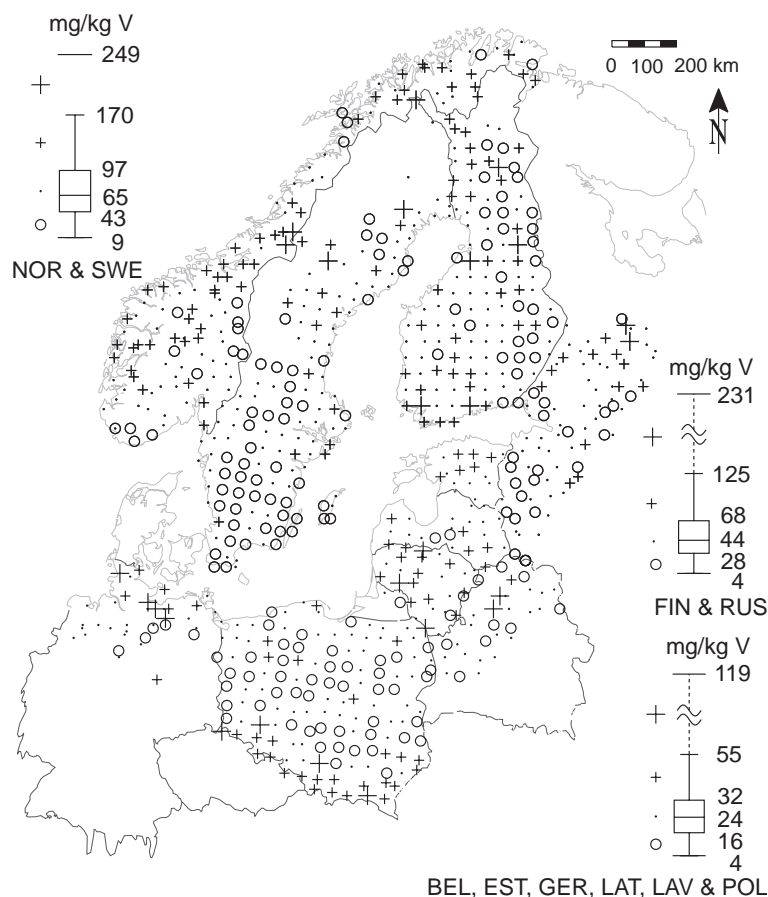 mg/kg V
249
170
97
65
43
9
NOR & SWE
0 100 200 km
N
mg/kg V
231
125
68
44
28
4
FIN & RUS
mg/kg V
119
55
32
24
16
4
BEL, EST, GER, LAT, LAV & POL